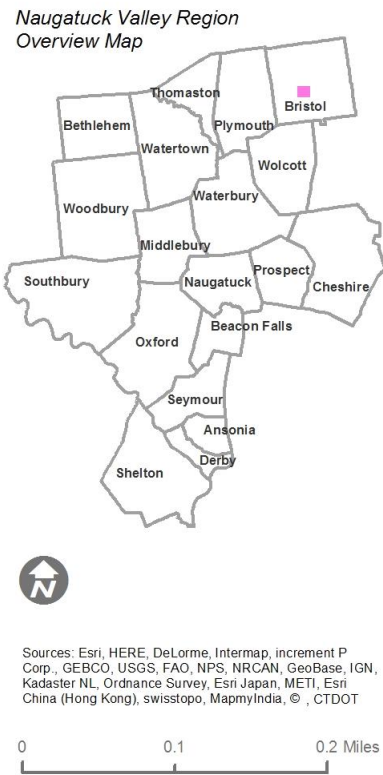 Naugatuck Valley Region
Overview Map
Thomaston
Bristol
Bethlehem
Plymouth
Watertown
Wolcott
Woodbury
Waterbury
Middlebury
Southbury
Naugatuck
Prospect
Cheshire
Beacon Falls
Oxford
Seymour
Ansonia
Derby
Shelton
N
Sources: Esri, HERE, DeLorme, Intermap, increment P
Corp., GEBCO, USGS, FAO, NPS, NRCAN, GeoBase, IGN,
Kadaster NL, Ordnance Survey, Esri Japan, METI, Esri
China (Hong Kong), swisstopo, MapmyIndia, © , CTDOT
0 0.1 0.2 Miles